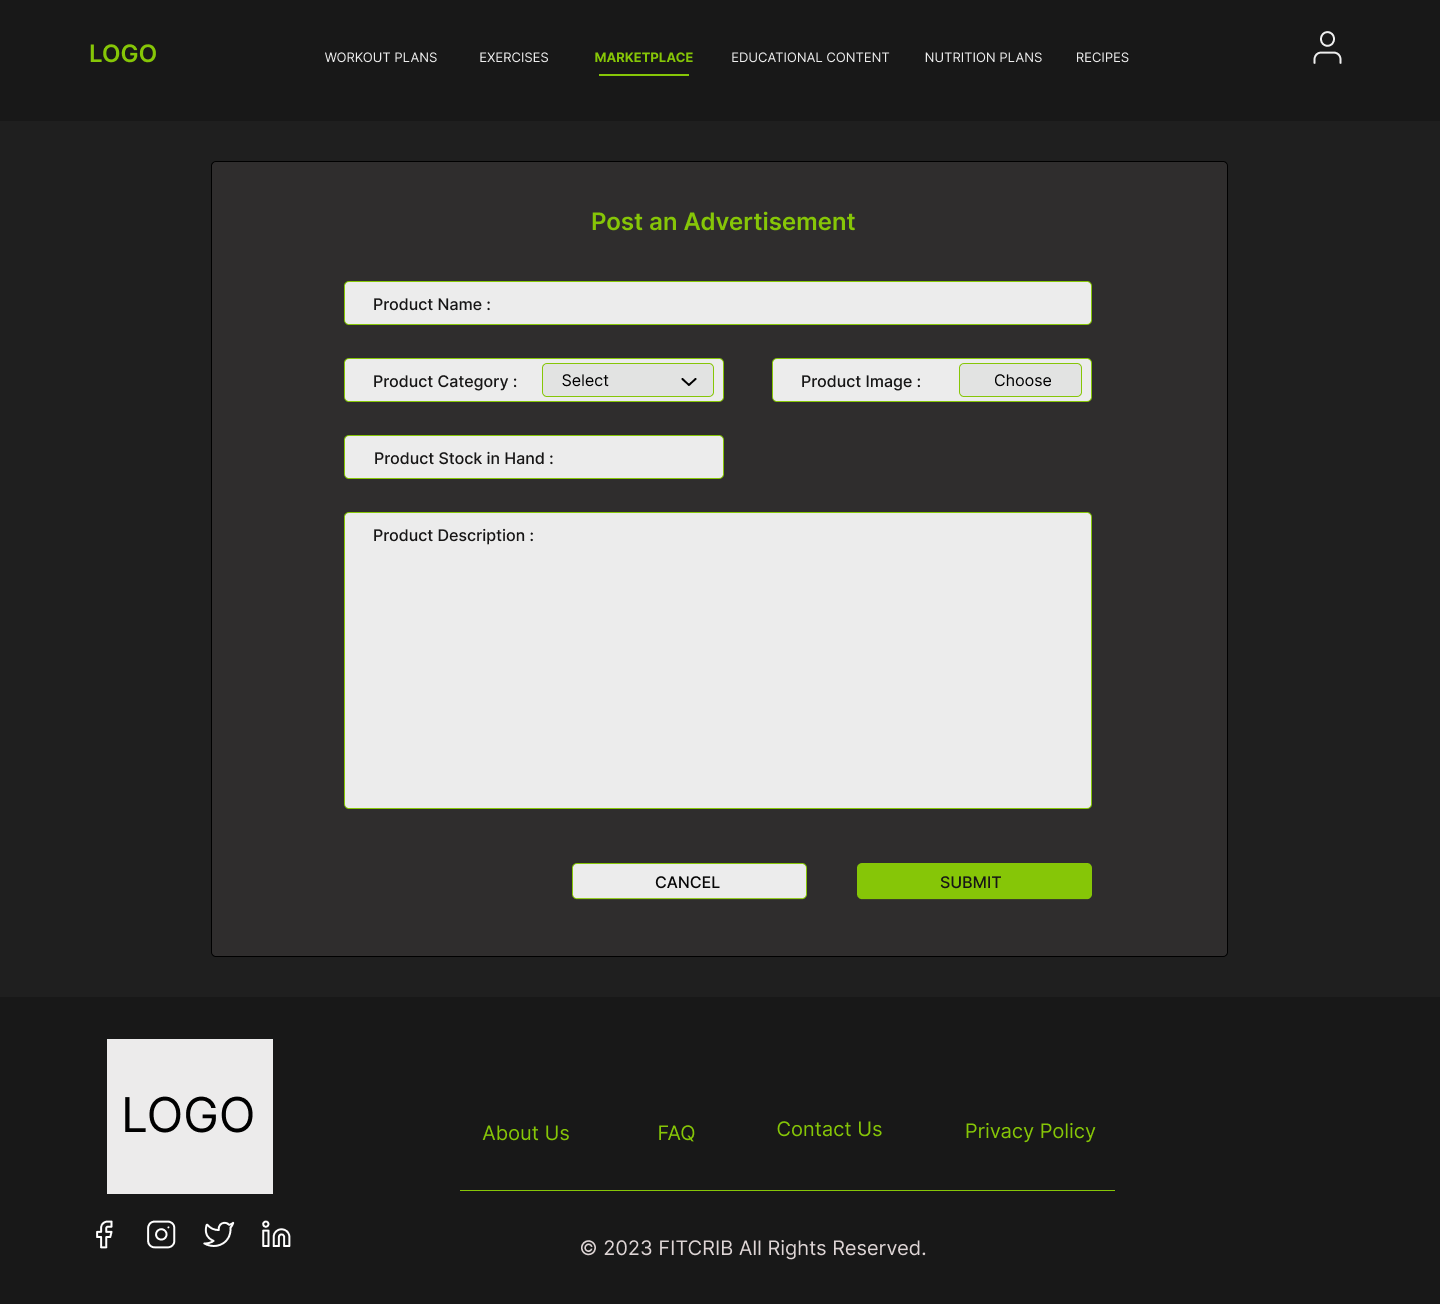 LOGO
WORKOUT PLANS EXERCISES MARKETPLACE EDUCATIONAL CONTENT NUTRITION PLANS RECIPES
Post an Advertisement
Product Name :
Product Category : Select Product Image : Choose
Product Stock in Hand :
Product Description :
CANCEL SUBMIT
LOGO
About Us FAQ Contact Us Privacy Policy
© 2023 FITCRIB All Rights Reserved.